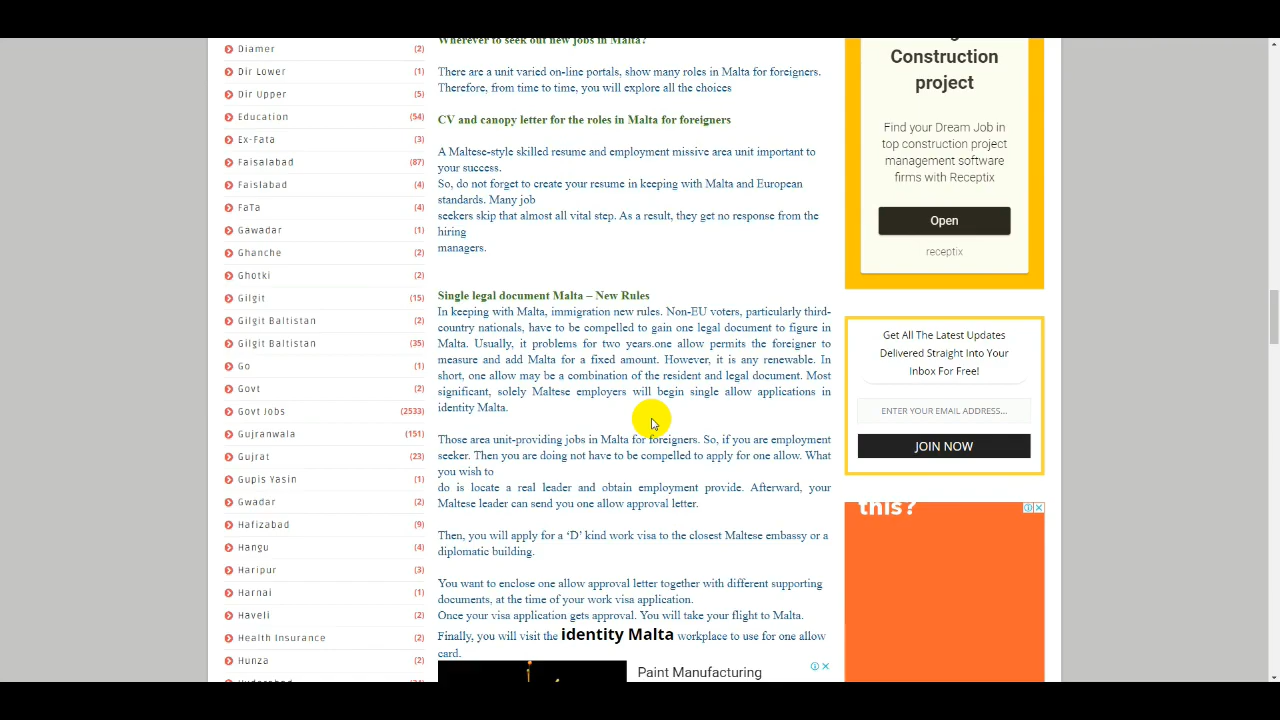 Diamer (2)
Dir Lower (1)
Dir Upper (5)
Education (54)
Ex-Fata (3)
Faisalabad (87)
Faislabad (4)
FaTa (4)
Gawadar (1)
Ghanche (2)
Ghotki (2)
Gilgit (15)
Gilgit Baltistan (2)
Gilgit Baltistan (35)
Go (1)
Govt (2)
Govt Jobs (2533)
Gujranwala (151)
Gujrat (23)
Gupis Yasin (1)
Gwadar (2)
Hafizabad (9)
Hangu (4)
Haripur (3)
Harnai (1)
Haveli (2)
Health Insurance (2)
Hunza (2)
Wherever to seek out new jobs in Malta?
There are a unit varied on-line portals, show many roles in Malta for foreigners.
Therefore, from time to time, you will explore all the choices
CV and canopy letter for the roles in Malta for foreigners
A Maltese-style skilled resume and employment missive area unit important to
your success.
So, do not forget to create your resume in keeping with Malta and European
standards. Many job
seekers skip that almost all vital step. As a result, they get no response from the
hiring
managers.
Single legal document Malta – New Rules
In keeping with Malta, immigration new rules. Non-EU voters, particularly third-
country nationals, have to be compelled to gain one legal document to figure in
Malta. Usually, it problems for two years.one allow permits the foreigner to
measure and add Malta for a fixed amount. However, it is any renewable. In
short, one allow may be a combination of the resident and legal document. Most
significant, solely Maltese employers will begin single allow applications in
identity Malta.
Those area unit-providing jobs in Malta for foreigners. So, if you are employment
seeker. Then you are doing not have to be compelled to apply for one allow. What
you wish to
do is locate a real leader and obtain employment provide. Afterward, your
Maltese leader can send you one allow approval letter.
Then, you will apply for a ‘D’ kind work visa to the closest Maltese embassy or a
diplomatic building.
You want to enclose one allow approval letter together with different supporting
documents, at the time of your work visa application.
Once your visa application gets approval. You will take your flight to Malta.
Finally, you will visit the identity Malta workplace to use for one allow
card.
Paint Manufacturing
Construction
project
Find your Dream Job in
top construction project
management software
firms with Receptix
Open
receptix
Get All The Latest Updates
Delivered Straight Into Your
Inbox For Free!
ENTER YOUR EMAIL ADDRESS...
JOIN NOW
this?